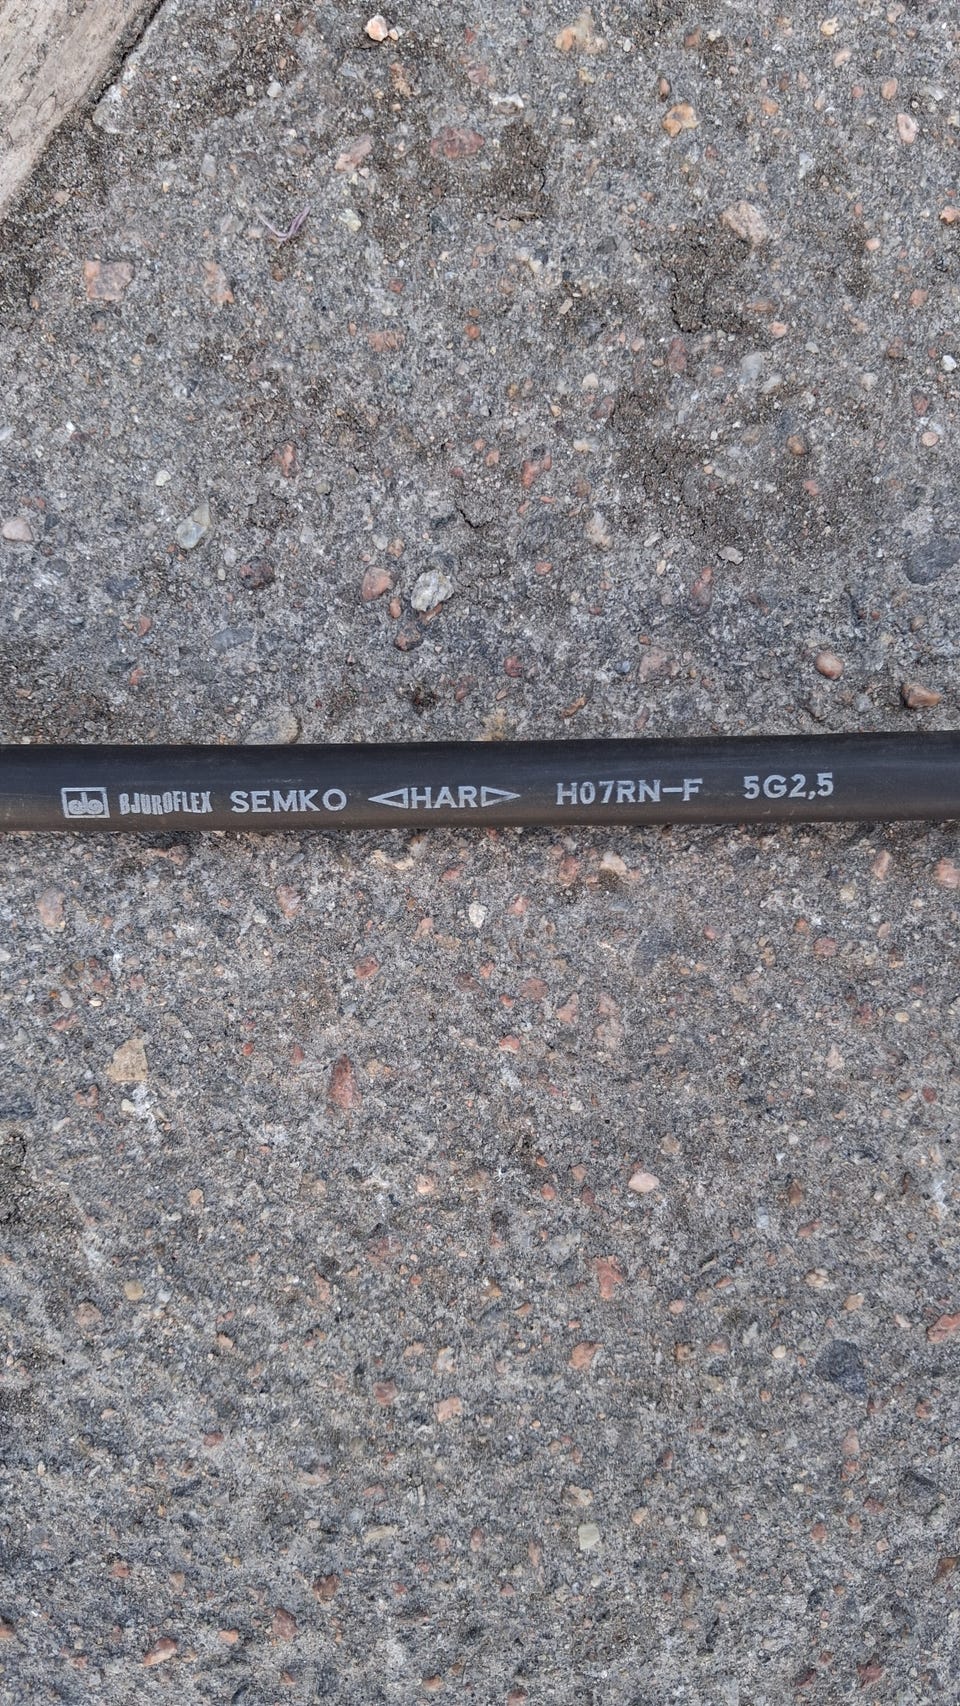 BJUROFLEX SEMKO ◁HAR▷ H07RN-F 5G2,5